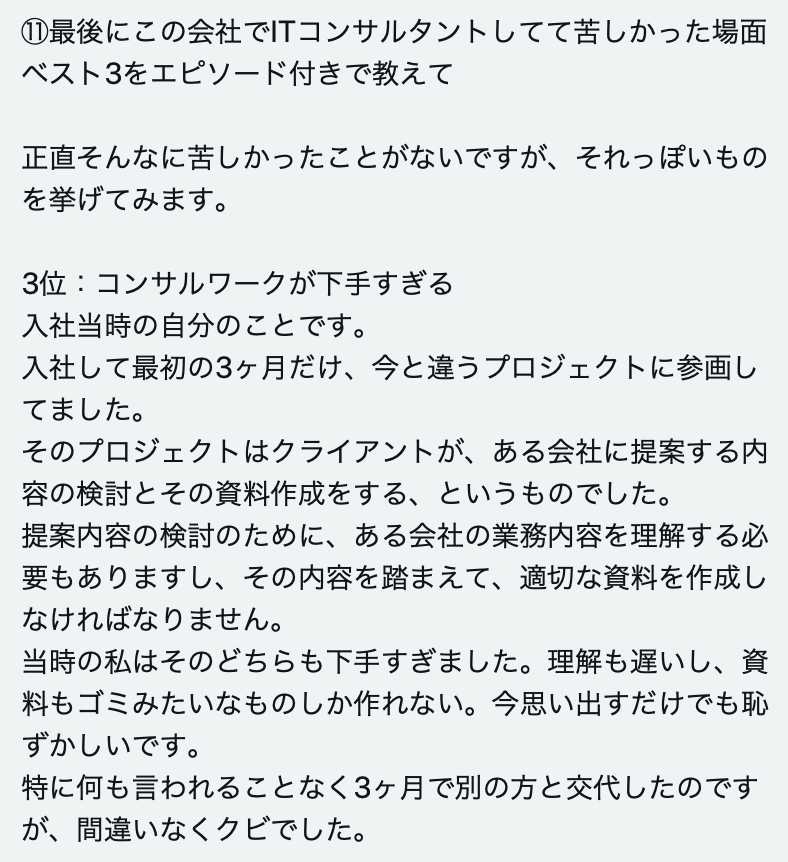 ⑪最後にこの会社でITコンサルタントしてて苦しかった場面
ベスト3をエピソード付きで教えて
正直そんなに苦しかったことがないですが、それっぽいもの
を挙げてみます。
3位：コンサルワークが下手すぎる
入社当時の自分のことです。
入社して最初の3ヶ月だけ、今と違うプロジェクトに参画し
てました。
そのプロジェクトはクライアントが、ある会社に提案する内
容の検討とその資料作成をする、というものでした。
提案内容の検討のために、ある会社の業務内容を理解する必
要もありますし、その内容を踏まえて、適切な資料を作成し
なければなりません。
当時の私はそのどちらも下手すぎました。理解も遅いし、資
料もゴミみたいなものしか作れない。今思い出すだけでも恥
ずかしいです。
特に何も言われることなく3ヶ月で別の方と交代したのです
が、間違いなくクビでした。